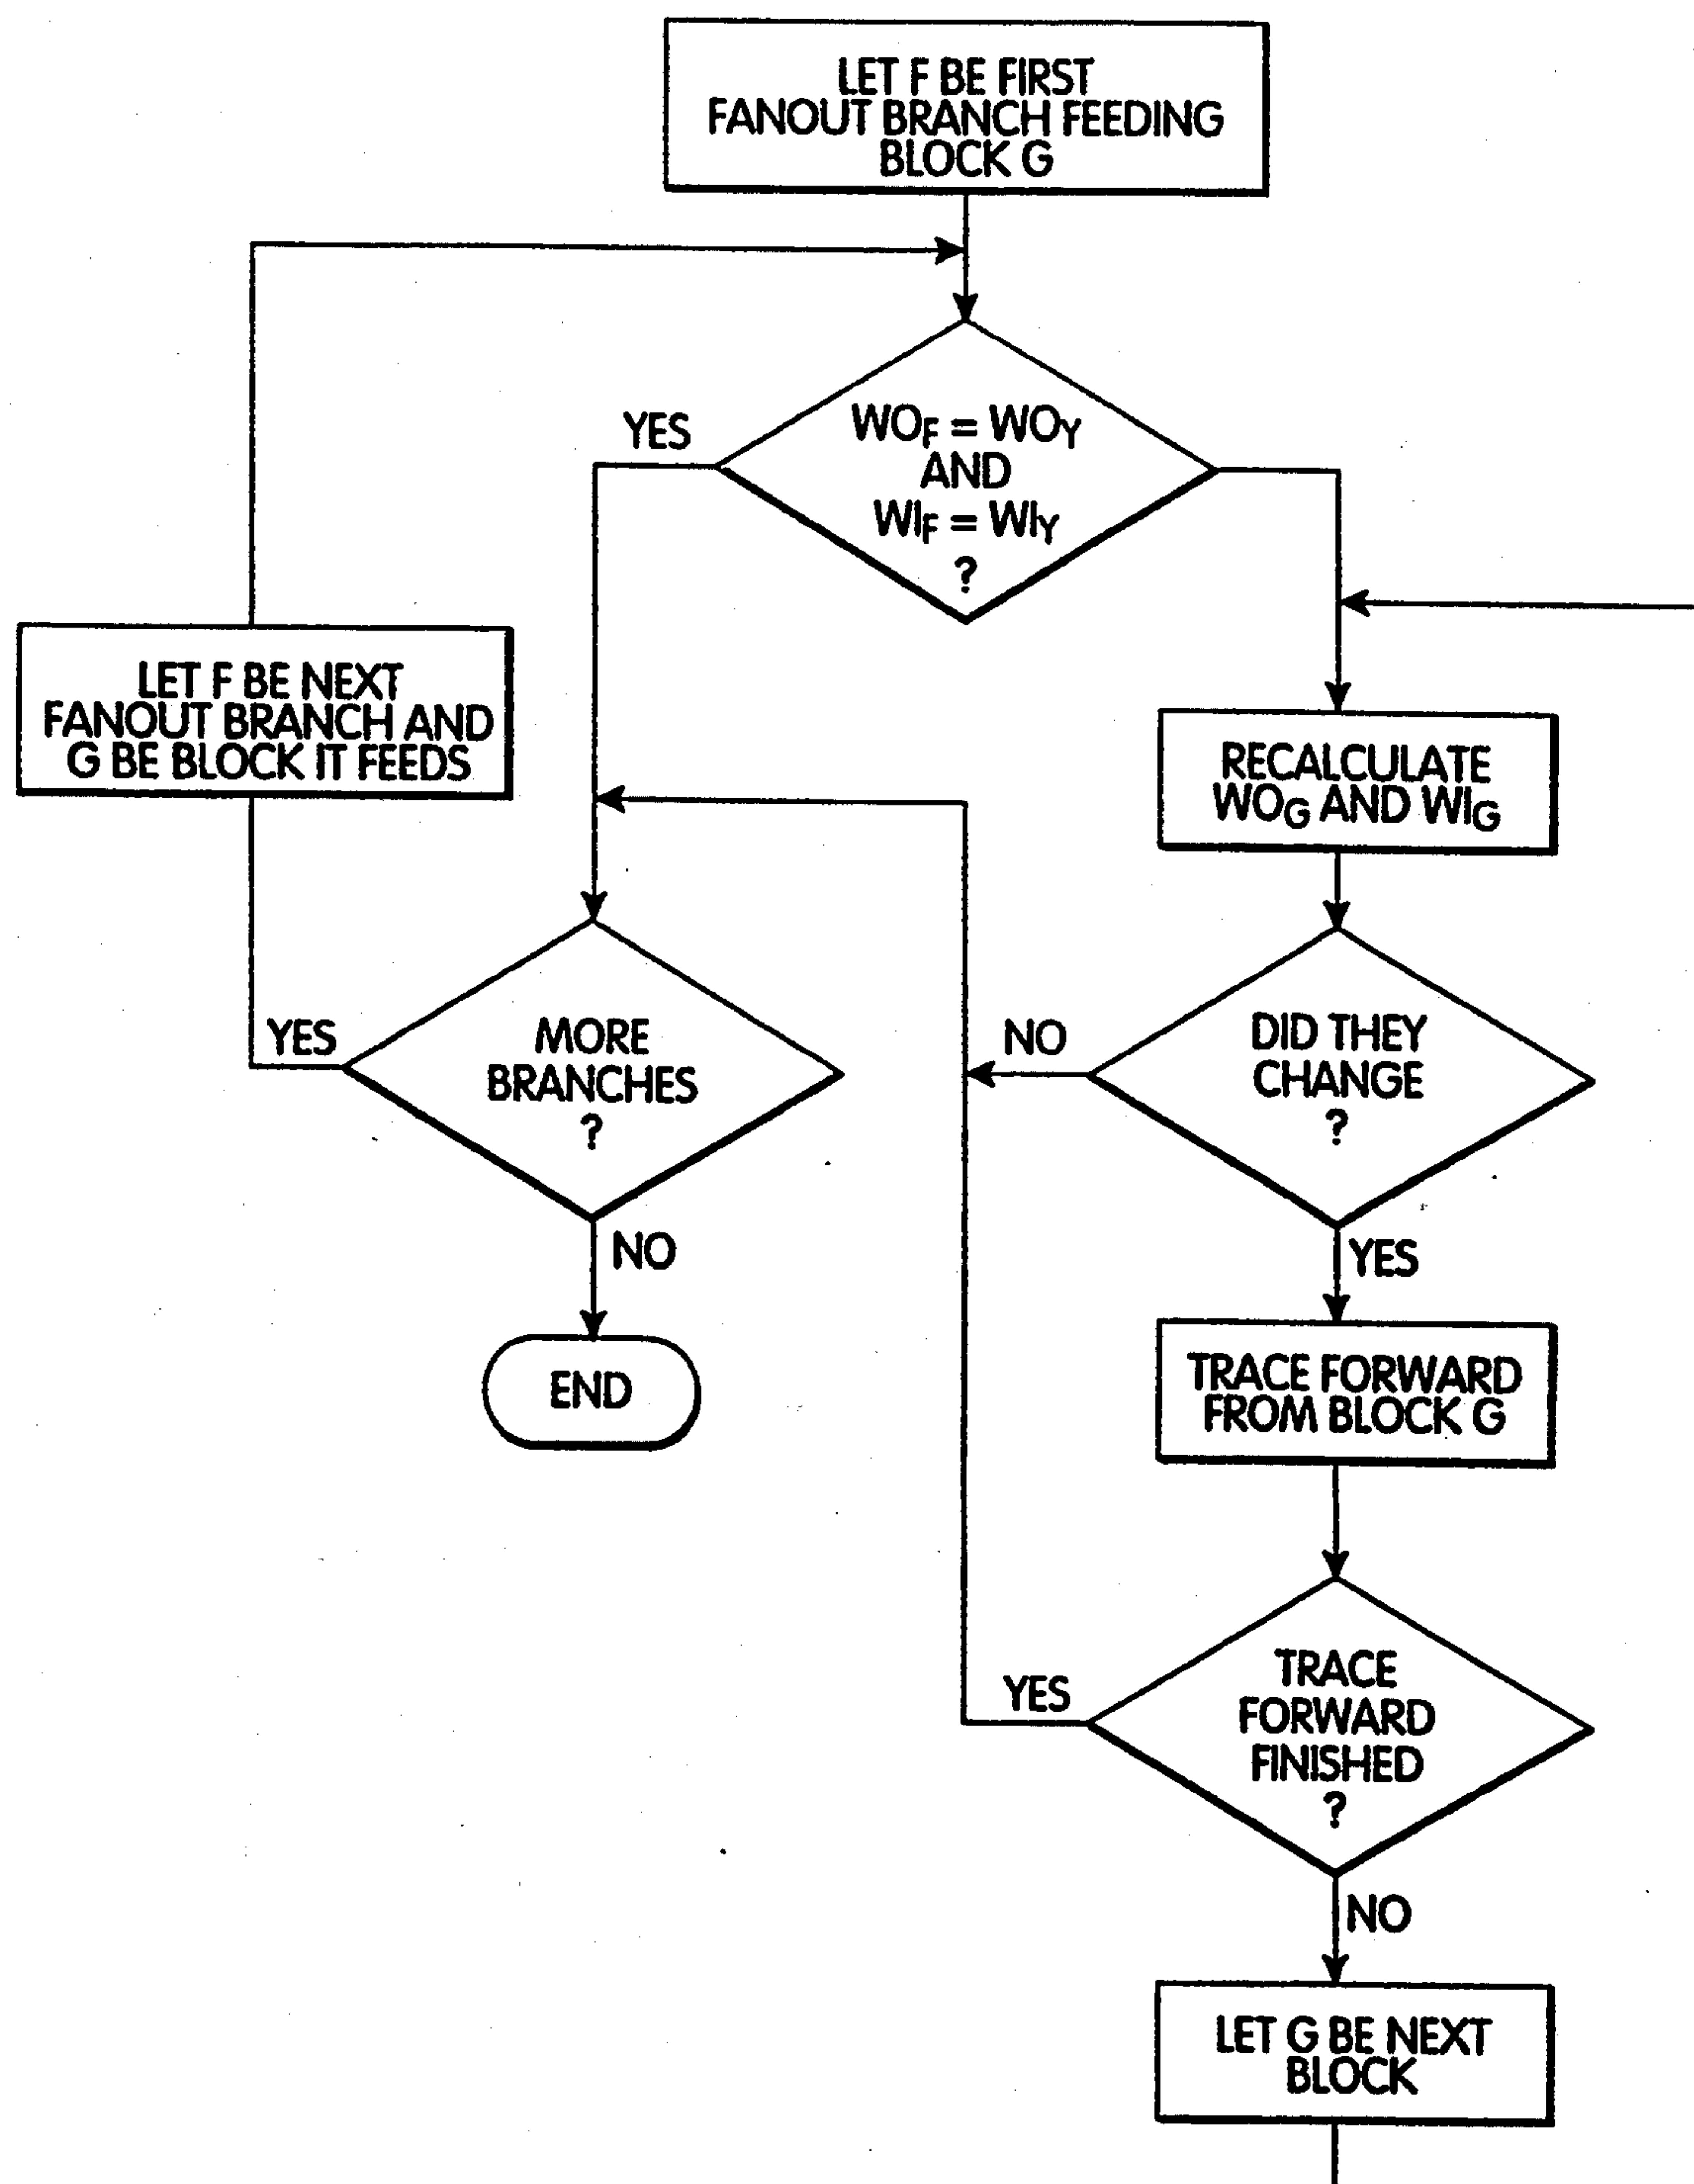 LET F BE FIRST
FANOUT BRANCH FEEDING
BLOCK G
YES
WOF = WOY
AND
WIF = WIY
?
LET F BE NEXT
FANOUT BRANCH AND
G BE BLOCK IT FEEDS
RECALCULATE
WOG AND WIG
YES
MORE
BRANCHES
?
NO
DID THEY
CHANGE
?
NO
YES
END
TRACE FORWARD
FROM BLOCK G
YES
TRACE
FORWARD
FINISHED
?
NO
LET G BE NEXT
BLOCK